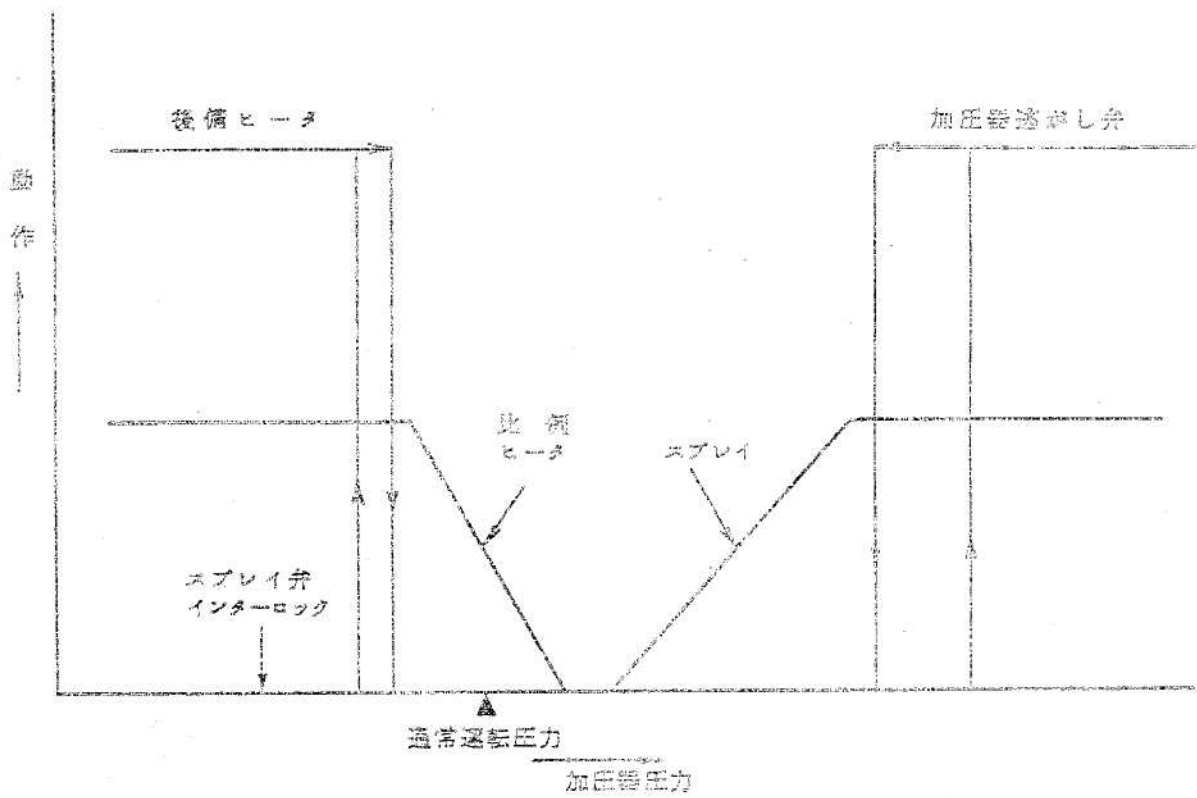 後備ヒータ
加圧器逃がし弁
動作
比例
ヒータ
スプレイ
スプレイ弁
インターロック
通常運転圧力
加圧器圧力